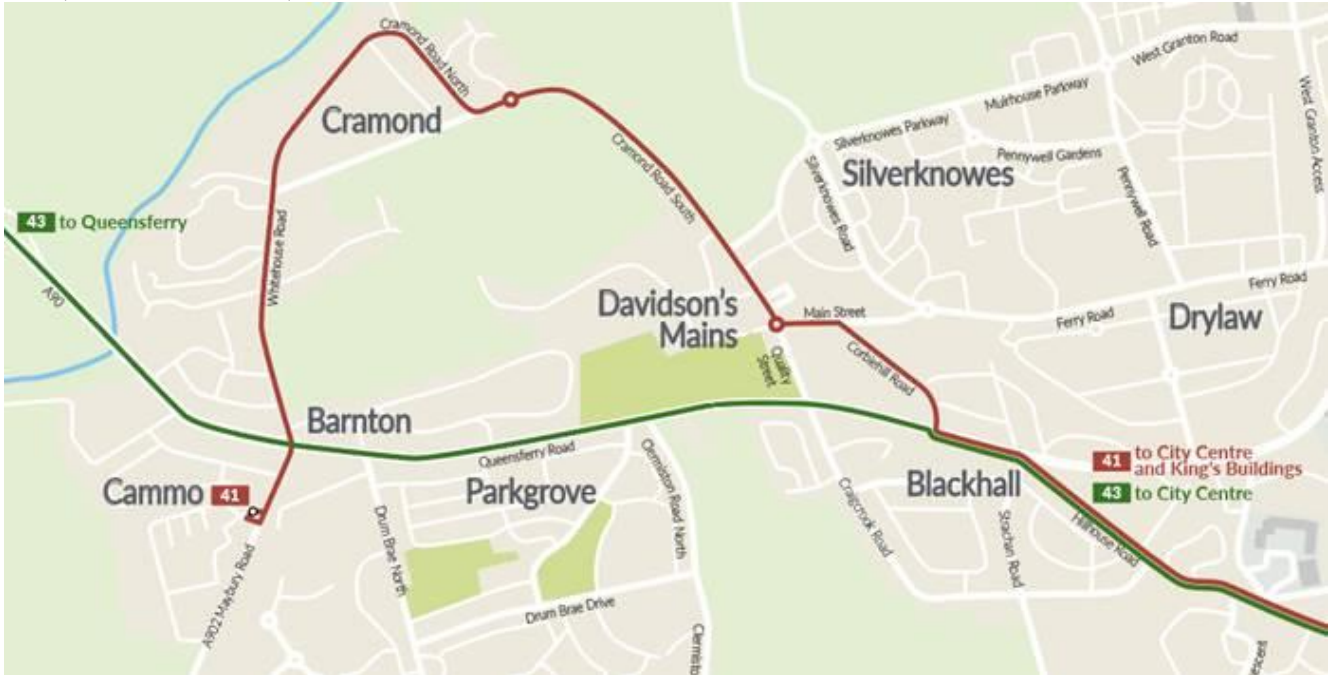 West Granton Road
Cramond Road North
Muirhouse Parkway
West Granton Access
Cramond
Silverknowes Parkway
Pennywell Gardens
Silverknowes
Cramond Road South
Silverknowes Road
Pennywell Road
43 to Queensferry
Whitehouse Road
A90
Davidson's
Mains
Main Street
Ferry Road
Ferry Road
Drylaw
Quality
Street
Corbiehill Road
Barnton
Queensferry Road
Clermiston Road North
41 to City Centre
and King's Buildings
43 to City Centre
Cammo 41
Parkgrove
Blackhall
Craigcrook Road
Strachan Road
Hillhouse Road
Drum Brae North
A902 Maybury Road
Drum Brae Drive
Clermisto
escent